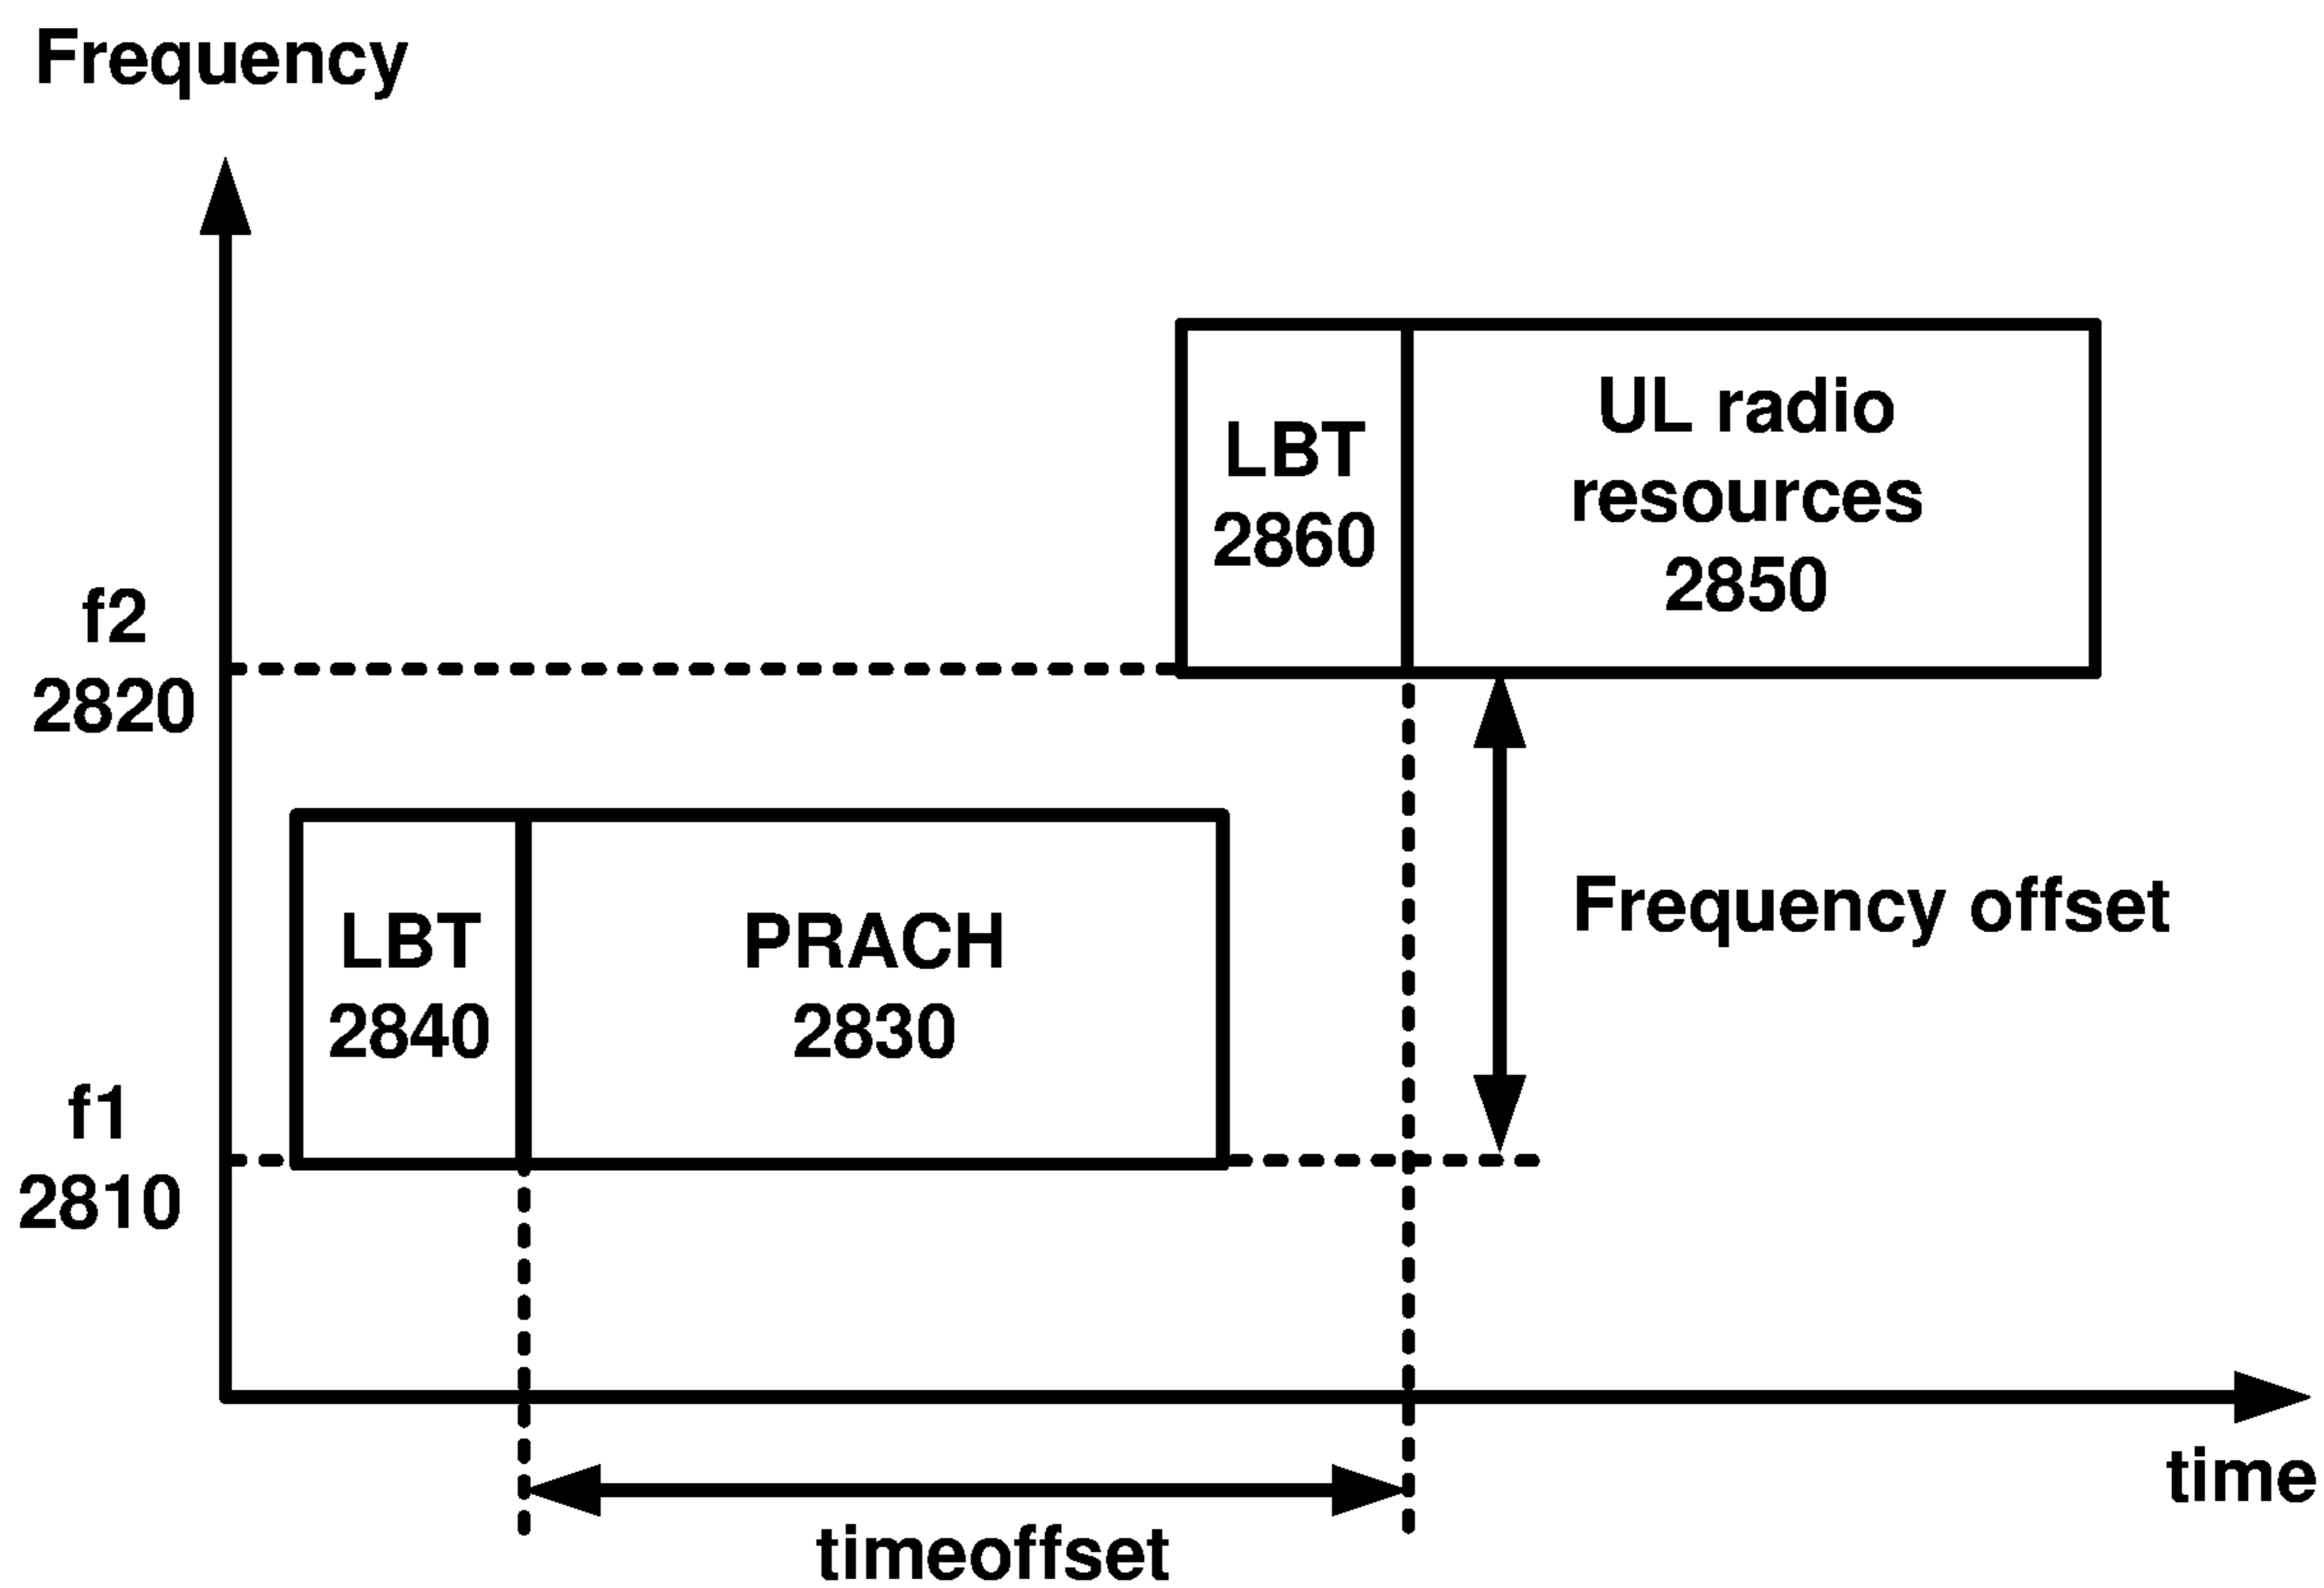 Frequency
UL radio
resources
2850
LBT
2860
f2
2820
Frequency offset
LBT
2840
PRACH
2830
f1
2810
time
timeoffset